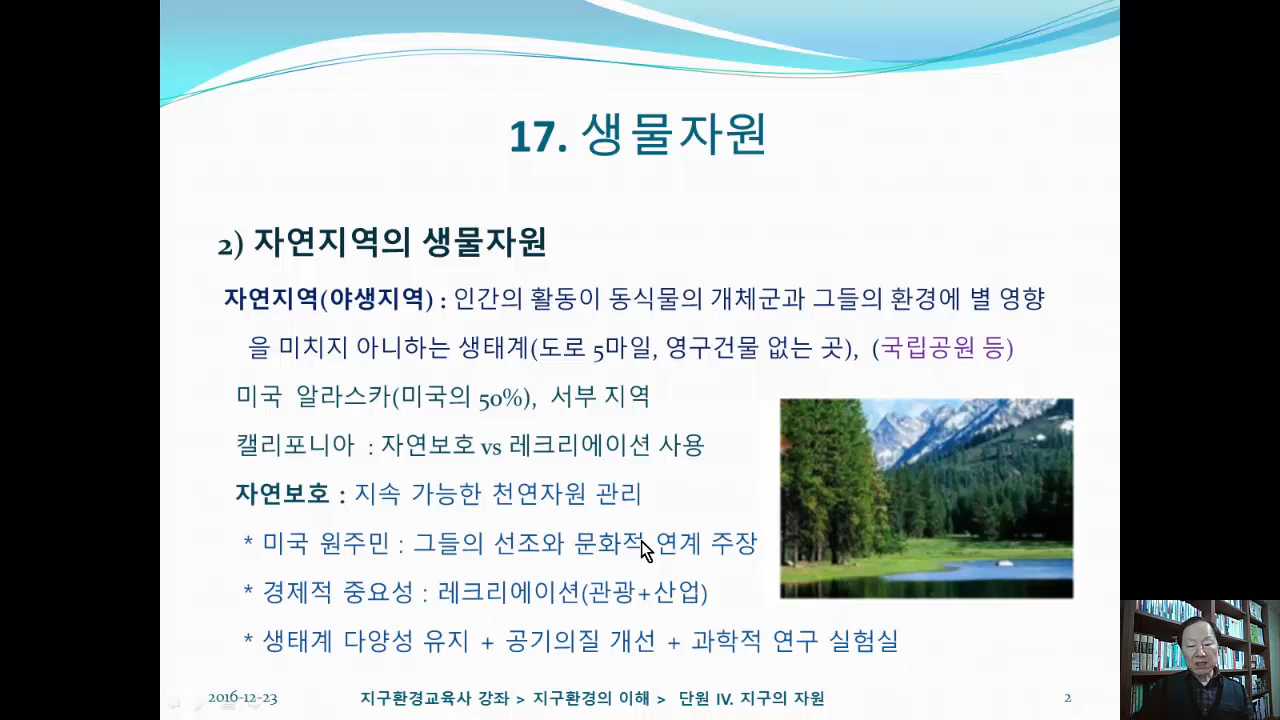 17. 생물자원
2) 자연지역의 생물자원
자연지역(야생지역) : 인간의 활동이 동식물의 개체군과 그들의 환경에 별 영향
을 미치지 아니하는 생태계(도로 5마일, 영구건물 없는 곳), (국립공원 등)
미국 알라스카(미국의 50%), 서부 지역
캘리포니아 : 자연보호 vs 레크리에이션 사용
자연보호 : 지속 가능한 천연자원 관리
* 미국 원주민 : 그들의 선조와 문화적 연계 주장
* 경제적 중요성 : 레크리에이션(관광+산업)
* 생태계 다양성 유지 + 공기의질 개선 + 과학적 연구 실험실
2016-12-23 지구환경교육사 강좌 > 지구환경의 이해 > 단원 IV. 지구의 자원 2